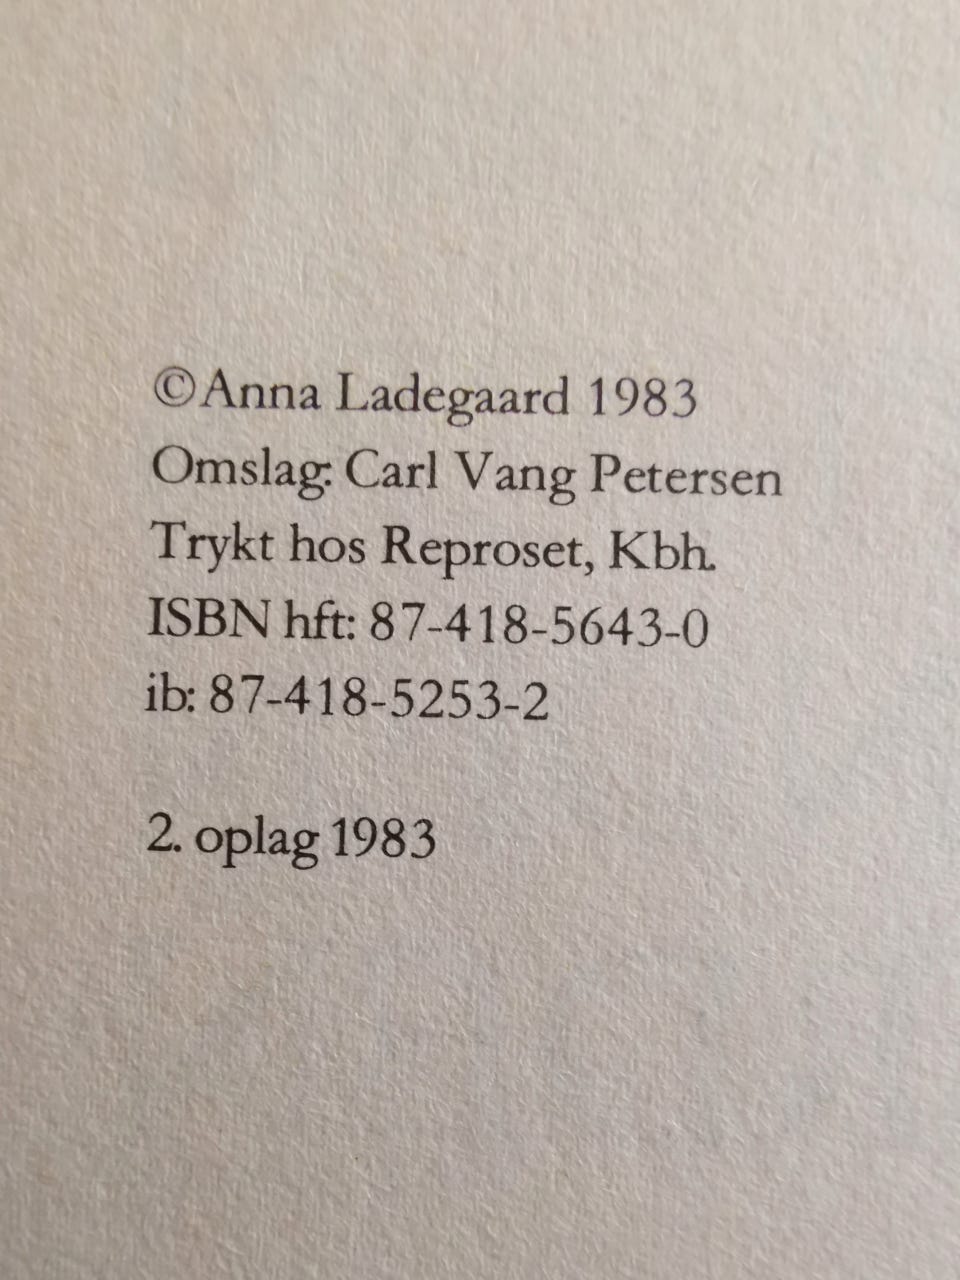 ©Anna Ladegaard 1983
Omslag: Carl Vang Petersen
Trykt hos Reproset, Kbh.
ISBN hft: 87-418-5643-0
ib: 87-418-5253-2
2. oplag 1983